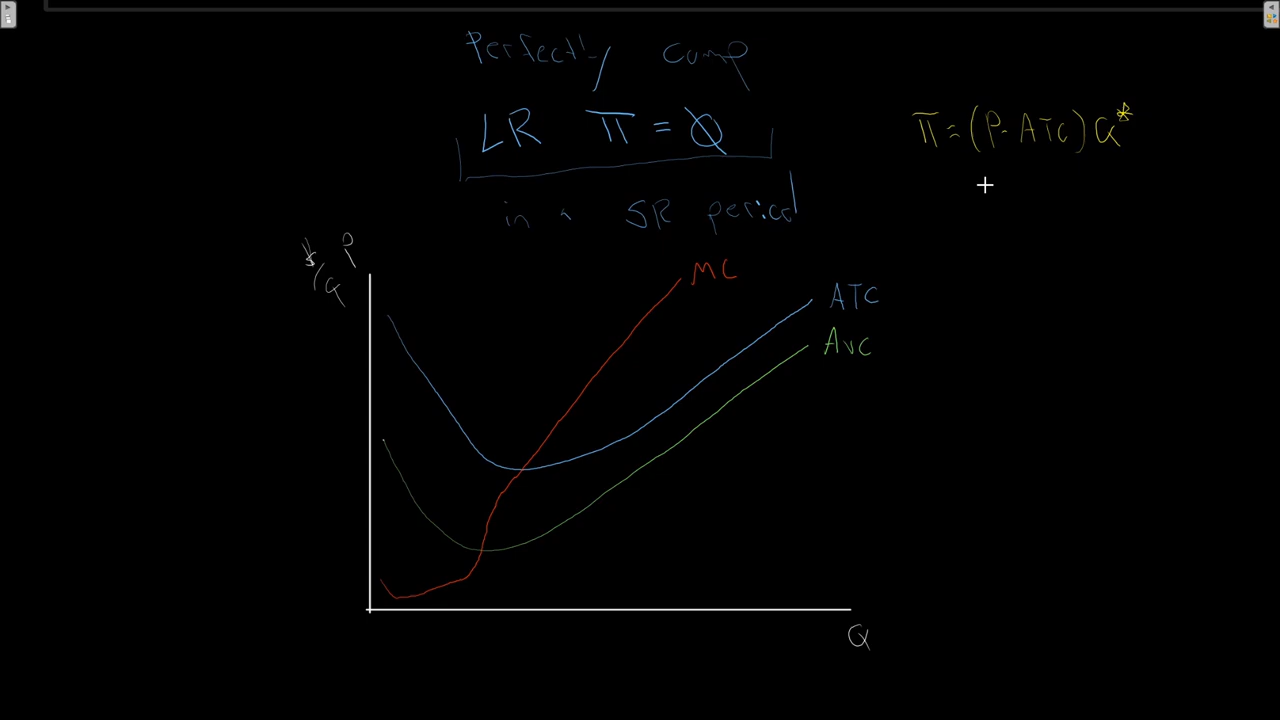 Perfectly comp
LR π = 0
π = (P - ATC) Q*
in a SR period
P
$/Q
MC
ATC
AVC
Q